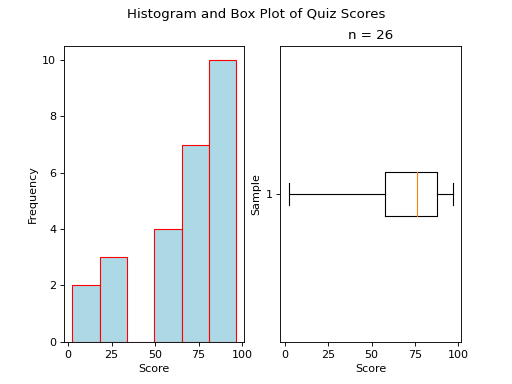 Histogram and Box Plot of Quiz Scores
n = 26
10
8
6
4
2
0
Frequency
0 25 50 75 100
Score
Sample
1
0 25 50 75 100
Score